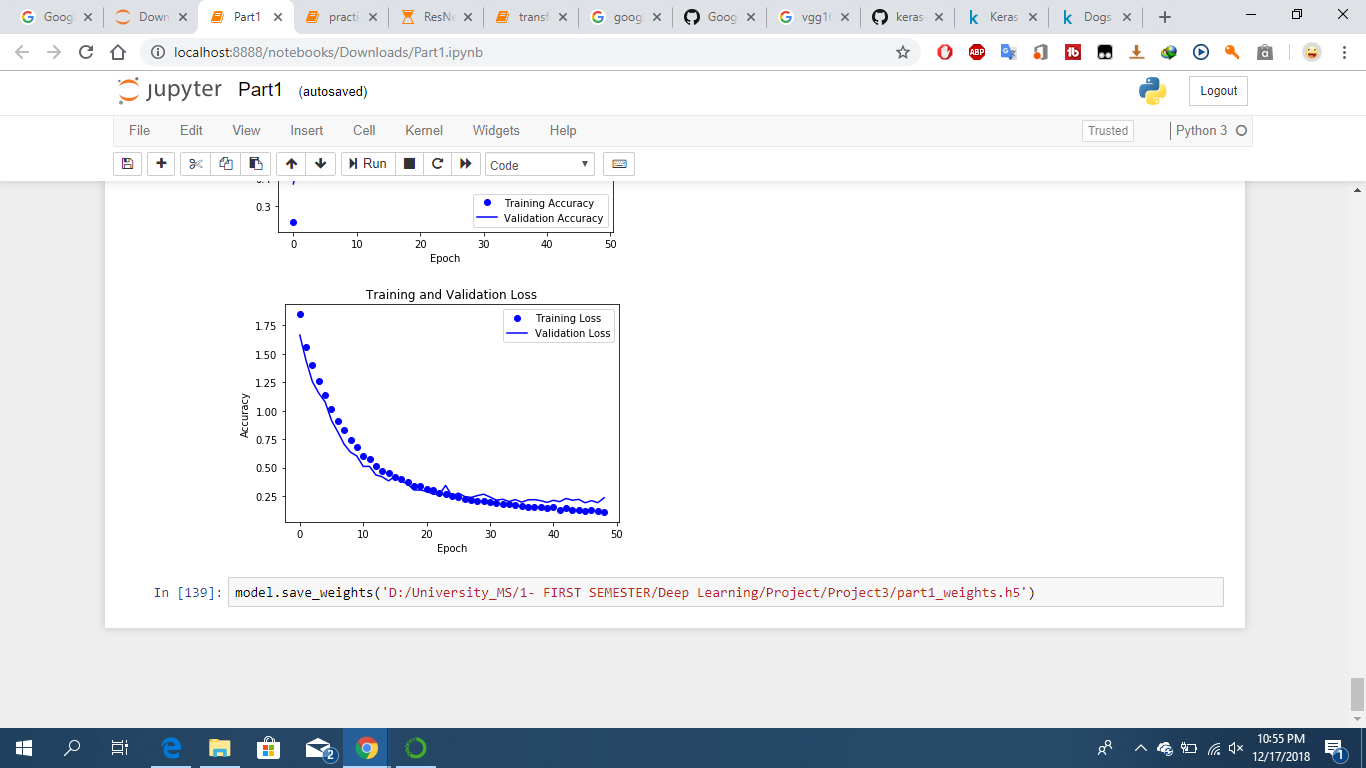 Googl
Down
Part1
practi
ResNe
transf
googl
Goog
vgg16
keras
Keras
Dogs
localhost:8888/notebooks/Downloads/Part1.ipynb
ABP
jupyter Part1 (autosaved)
Logout
File Edit View Insert Cell Kernel Widgets Help
Trusted
Python 3
Run
Code
0.3
Training Accuracy
Validation Accuracy
0 10 20 30 40 50
Epoch
Training and Validation Loss
Training Loss
Validation Loss
1.75
1.50
1.25
1.00
0.75
0.50
0.25
Accuracy
0 10 20 30 40 50
Epoch
In [139]: model.save_weights('D:/University_MS/1- FIRST SEMESTER/Deep Learning/Project/Project3/part1_weights.h5')
2
10:55 PM
12/17/2018
1